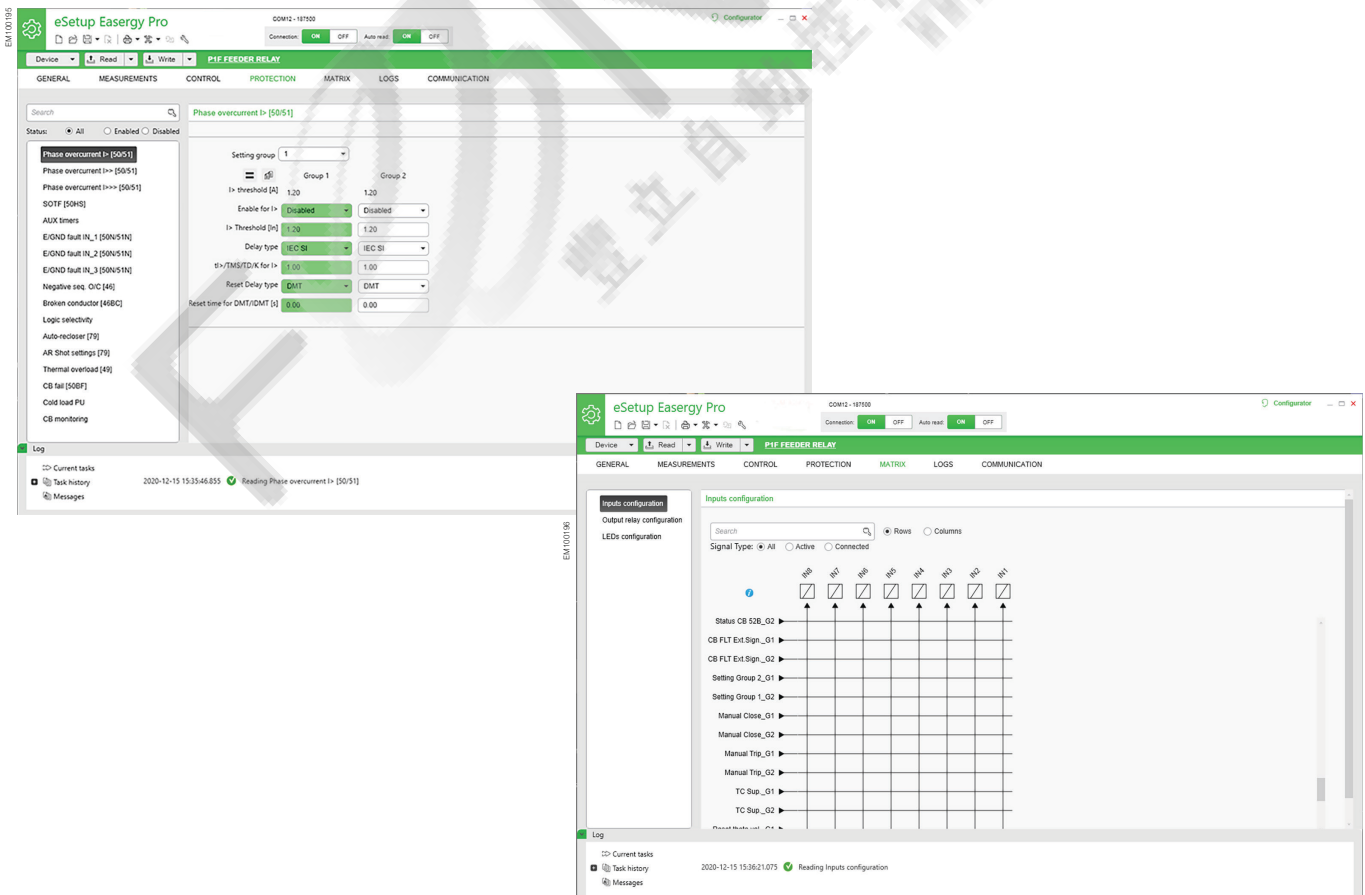 EM100195
eSetup Easergy Pro
COM12 - 187500
Configurator
Connection: ON OFF Auto read: ON OFF
Device Read Write P1F FEEDER RELAY
GENERAL MEASUREMENTS CONTROL PROTECTION MATRIX LOGS COMMUNICATION
Search
Phase overcurrent I> [50/51]
Status: All Enabled Disabled
Phase overcurrent I> [50/51]
Phase overcurrent I>> [50/51]
Phase overcurrent I>>> [50/51]
SOTF [50HS]
AUX timers
E/GND fault IN_1 [50N/51N]
E/GND fault IN_2 [50N/51N]
E/GND fault IN_3 [50N/51N]
Negative seq. O/C [46]
Broken conductor [46BC]
Logic selectivity
Auto-recloser [79]
AR Shot settings [79]
Thermal overload [49]
CB fail [50BF]
Cold load PU
CB monitoring
Setting group 1
Group 1 Group 2
I> threshold [A] 1.20 1.20
Enable for I> Disabled Disabled
I> Threshold [In] 1.20 1.20
Delay type IEC SI IEC SI
tI>/TMS/TD/K for I> 1.00 1.00
Reset Delay type DMT DMT
Reset time for DMT/IDMT [s] 0.00 0.00
Log
Current tasks
Task history 2020-12-15 15:35:46.855 Reading Phase overcurrent I> [50/51]
Messages
EM100196
eSetup Easergy Pro
COM12 - 187500
Configurator
Connection: ON OFF Auto read: ON OFF
Device Read Write P1F FEEDER RELAY
GENERAL MEASUREMENTS CONTROL PROTECTION MATRIX LOGS COMMUNICATION
Inputs configuration
Output relay configuration
LEDs configuration
Inputs configuration
Search Rows Columns
Signal Type: All Active Connected
IN8 IN7 IN6 IN5 IN4 IN3 IN2 IN1
Status CB 52B_G2
CB FLT Ext.Sign._G1
CB FLT Ext.Sign._G2
Setting Group 2_G1
Setting Group 1_G2
Manual Close_G1
Manual Close_G2
Manual Trip_G1
Manual Trip_G2
TC Sup._G1
TC Sup._G2
Log
Current tasks
Task history 2020-12-15 15:36:21.075 Reading Inputs configuration
Messages